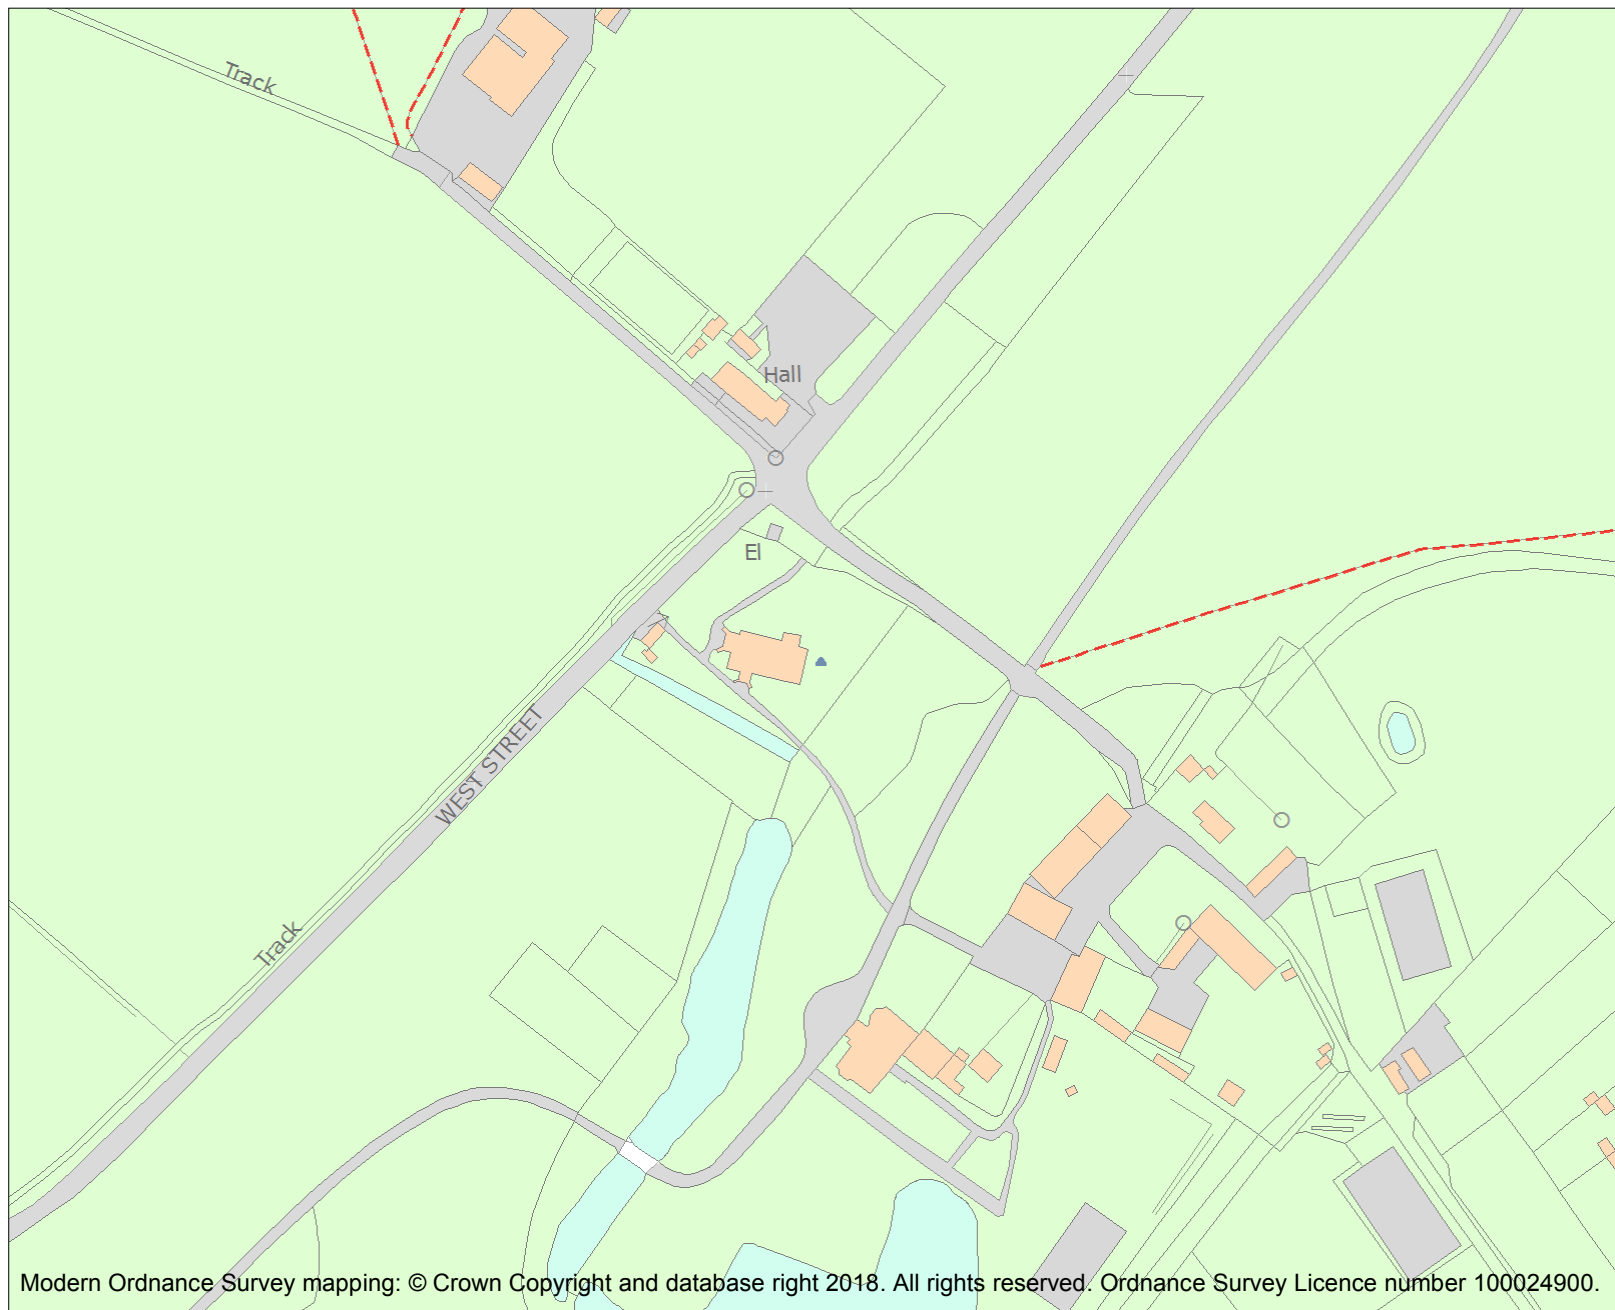 Track
Hall
El
WEST STREET
Track
Modern Ordnance Survey mapping: © Crown Copyright and database right 2018. All rights reserved. Ordnance Survey Licence number 100024900.